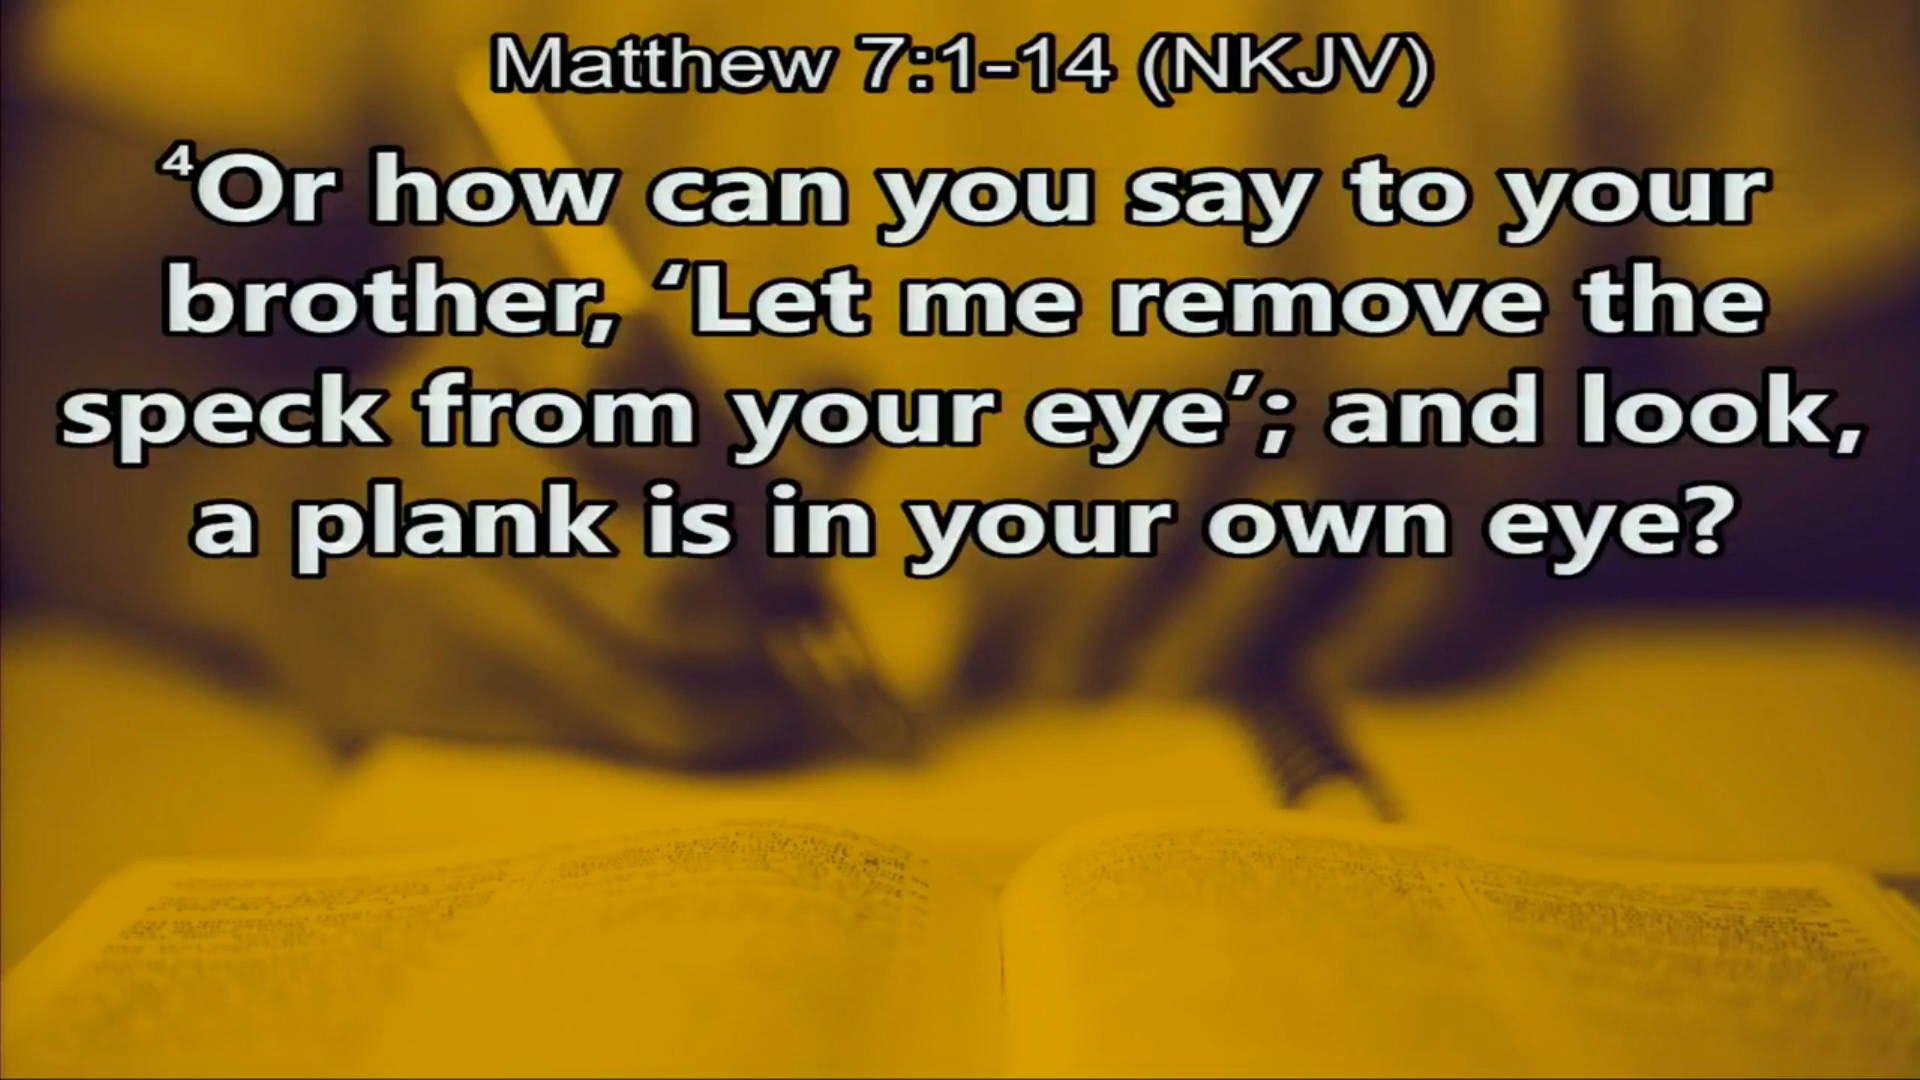 Matthew 7:1-14 (NKJV)
⁴Or how can you say to your
brother, ‘Let me remove the
speck from your eye’; and look,
a plank is in your own eye?